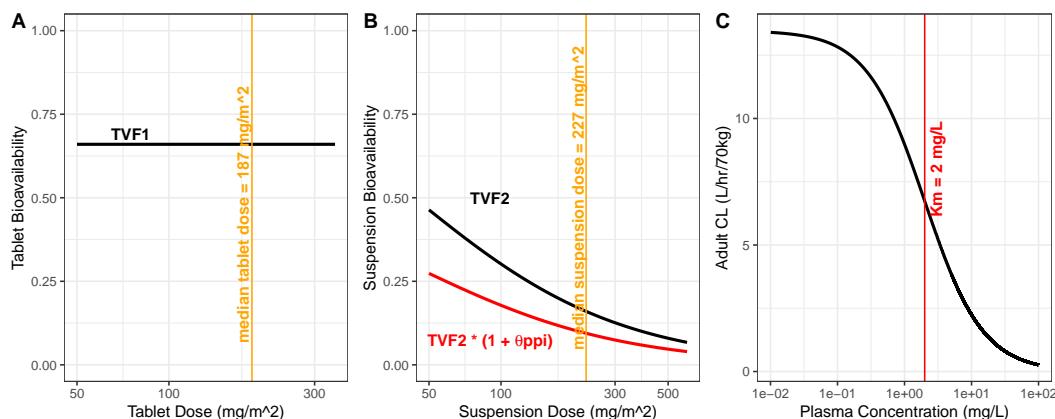 A
1.00
0.75
0.50
0.25
0.00
Tablet Bioavailability
TVF1
median tablet dose = 187 mg/m^2
50
100
300
Tablet Dose (mg/m^2)
B
1.00
0.75
0.50
0.25
0.00
Suspension Bioavailability
TVF2
TVF2 * (1 + θppi)
median suspension dose = 227 mg/m^2
50
100
300
500
Suspension Dose (mg/m^2)
C
10
5
0
Adult CL (L/hr/70kg)
Km = 2 mg/L
1e−02
1e−01
1e+00
1e+01
1e+02
Plasma Concentration (mg/L)